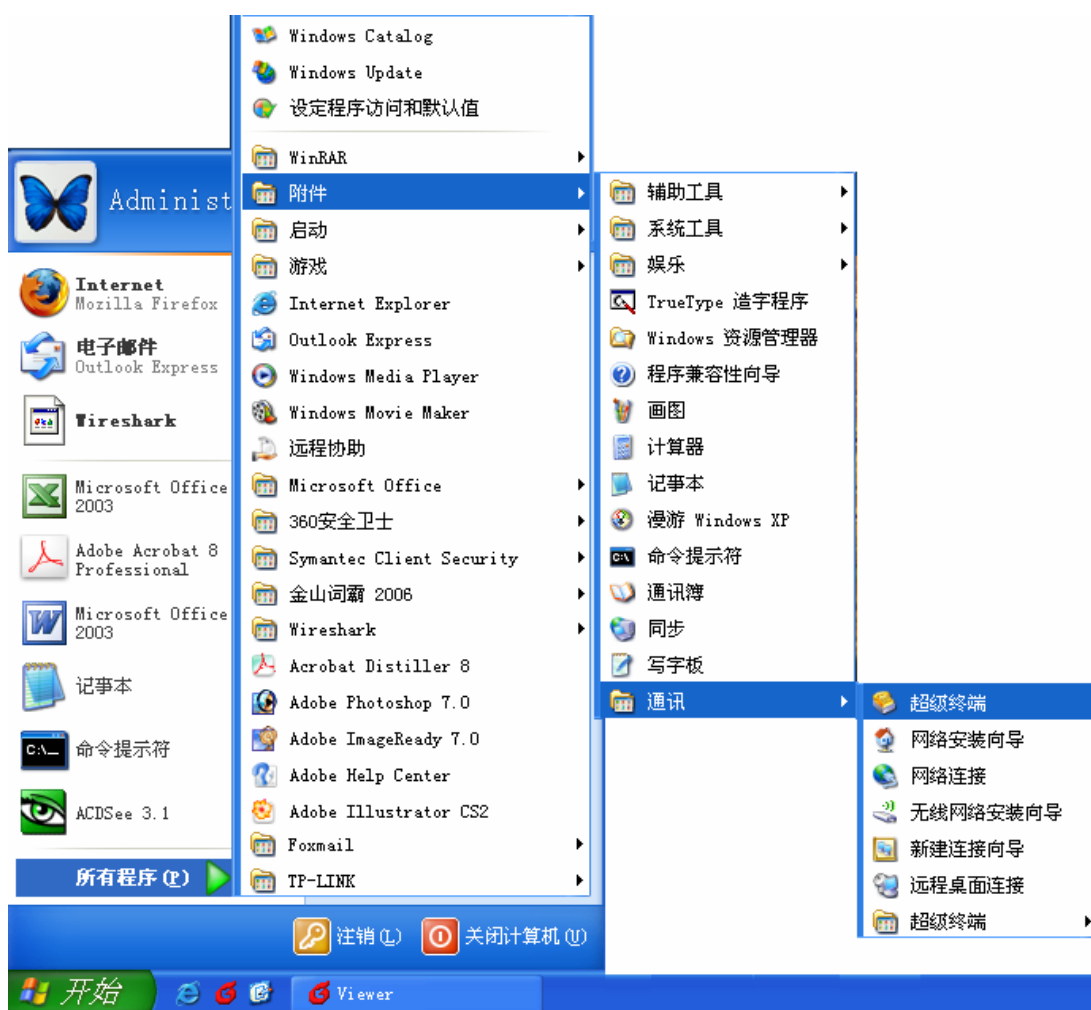 Administ
Internet
Mozilla Firefox
电子邮件
Outlook Express
Wireshark
Microsoft Office
2003
Adobe Acrobat 8
Professional
Microsoft Office
2003
记事本
命令提示符
ACDSee 3.1
所有程序(P)
Windows Catalog
Windows Update
设定程序访问和默认值
WinRAR
附件
启动
游戏
Internet Explorer
Outlook Express
Windows Media Player
Windows Movie Maker
远程协助
Microsoft Office
360安全卫士
Symantec Client Security
金山词霸 2006
Wireshark
Acrobat Distiller 8
Adobe Photoshop 7.0
Adobe ImageReady 7.0
Adobe Help Center
Adobe Illustrator CS2
Foxmail
TP-LINK
辅助工具
系统工具
娱乐
TrueType 造字程序
Windows 资源管理器
程序兼容性向导
画图
计算器
记事本
漫游 Windows XP
命令提示符
通讯簿
同步
写字板
通讯
超级终端
网络安装向导
网络连接
无线网络安装向导
新建连接向导
远程桌面连接
超级终端
注销(L)
关闭计算机(U)
开始
Viewer